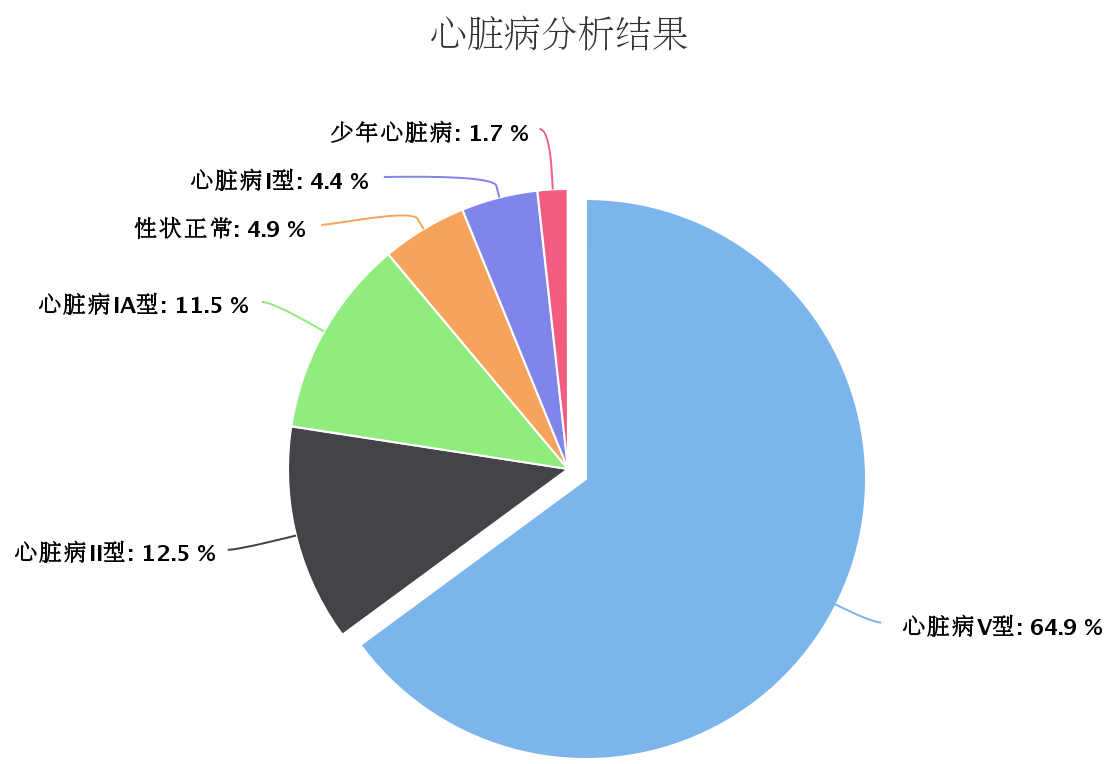 心脏病分析结果
少年心脏病: 1.7 %
心脏病I型: 4.4 %
性状正常: 4.9 %
心脏病IA型: 11.5 %
心脏病II型: 12.5 %
心脏病V型: 64.9 %